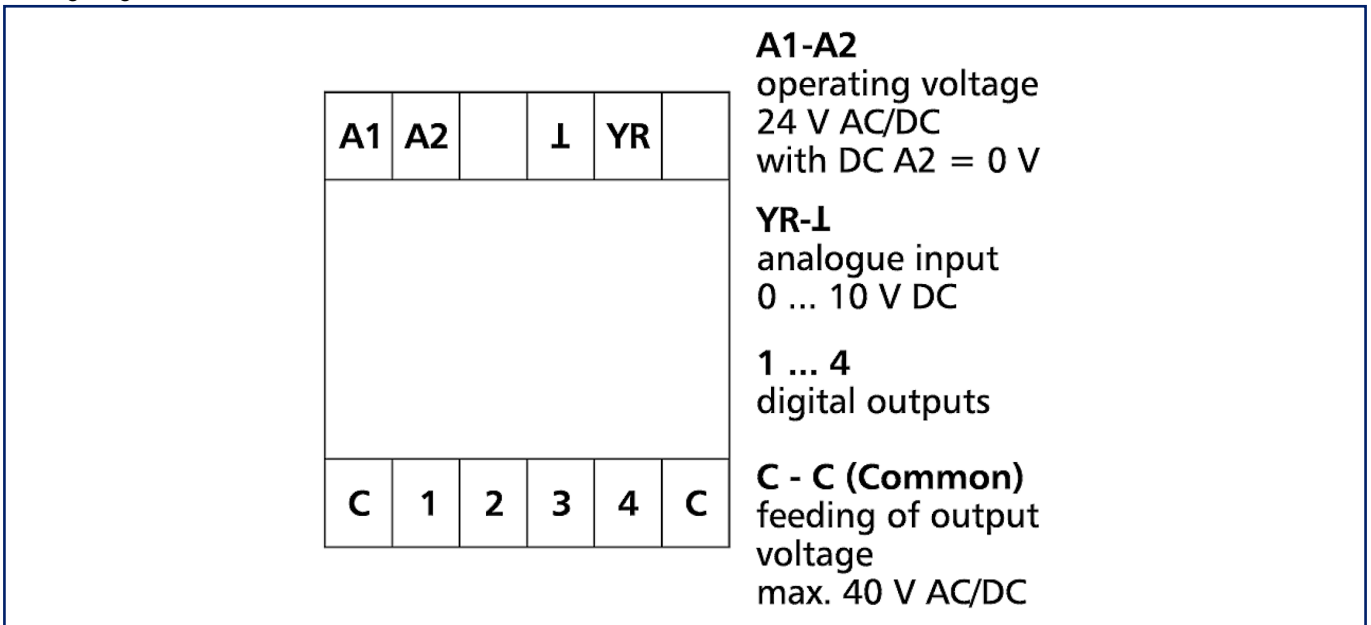 A1 A2 ⊥ YR
C 1 2 3 4 C
A1-A2
operating voltage
24 V AC/DC
with DC A2 = 0 V
YR-⊥
analogue input
0 ... 10 V DC
1 ... 4
digital outputs
C - C (Common)
feeding of output
voltage
max. 40 V AC/DC